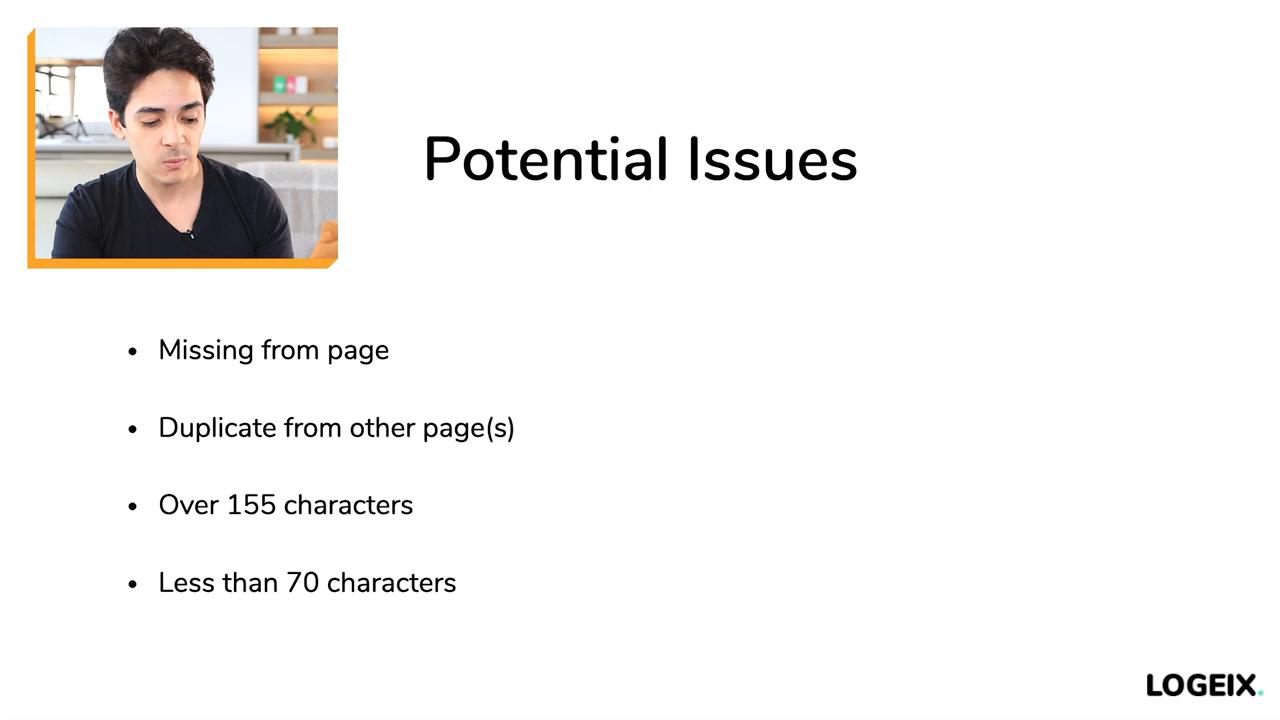 Potential Issues
• Missing from page
• Duplicate from other page(s)
• Over 155 characters
• Less than 70 characters
LOGEIX.